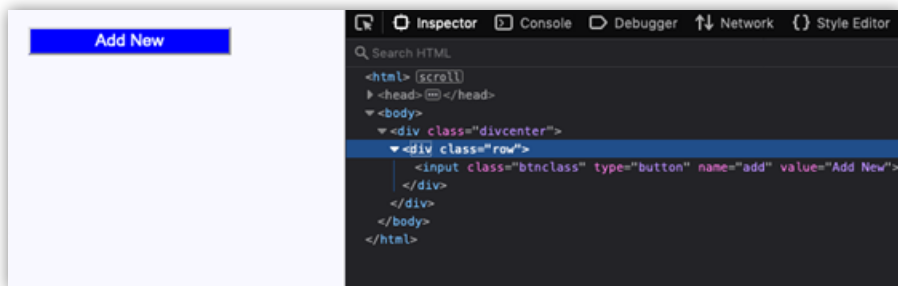 Add New
Inspector Console Debugger Network {} Style Editor
Search HTML
<html> scroll
<head> ... </head>
<body>
<div class="divcenter">
<div class="row">
<input class="btnclass" type="button" name="add" value="Add New">
</div>
</div>
</body>
</html>